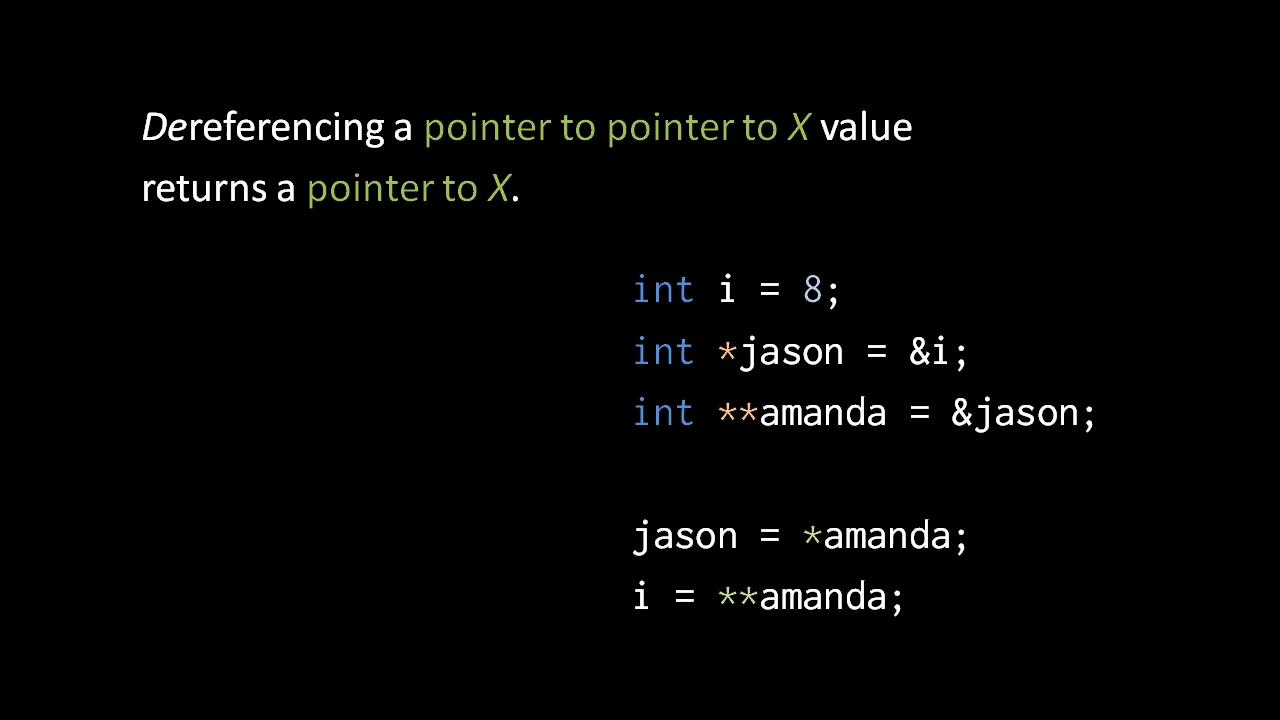 Dereferencing a pointer to pointer to X value
returns a pointer to X.
int i = 8;
int *jason = &i;
int **amanda = &jason;
jason = *amanda;
i = **amanda;